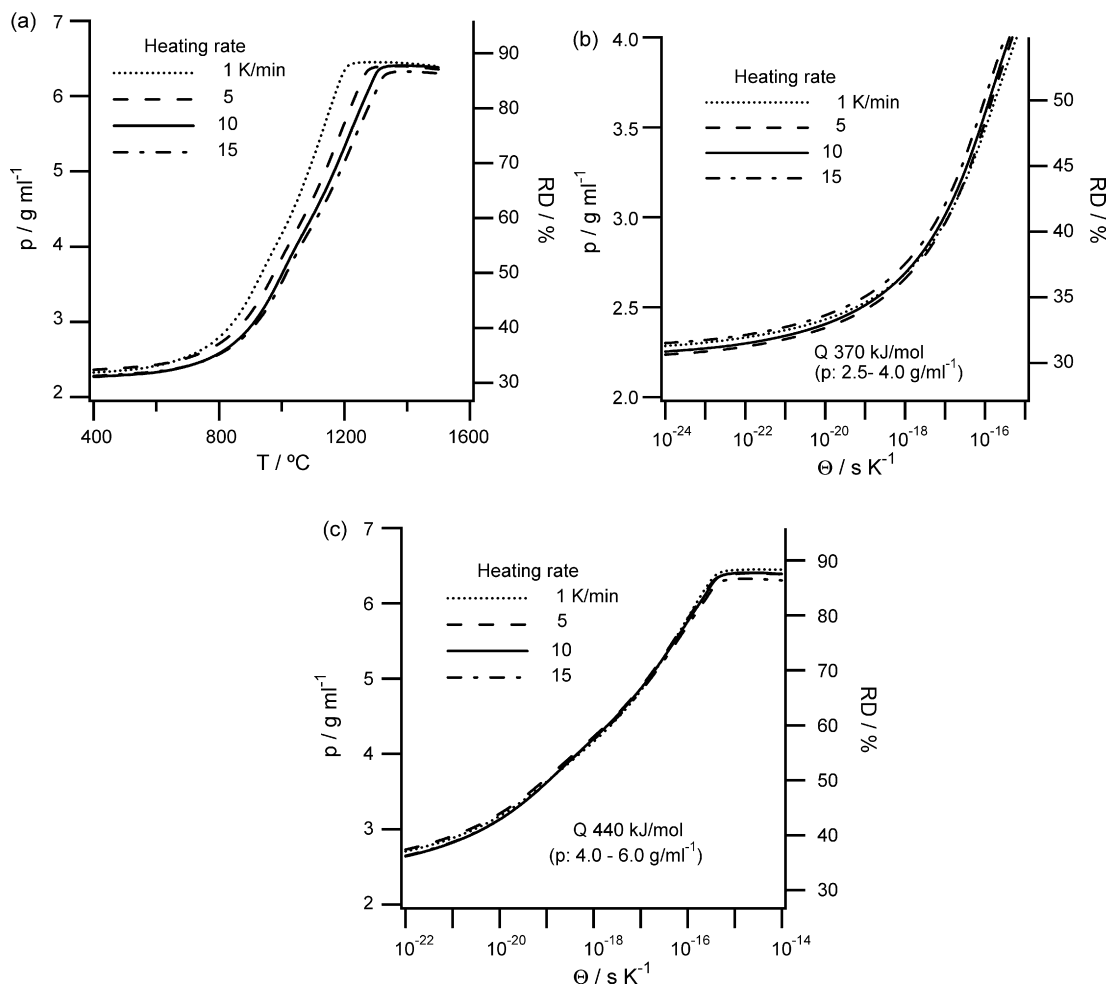 (a)
7
6
5
4
3
2
p / g ml-1
Heating rate
1 K/min
5
10
15
90
80
70
60
50
40
30
RD / %
400
800
1200
1600
T / ºC
(b)
4.0
3.5
3.0
2.5
2.0
p / g ml-1
Heating rate
1 K/min
5
10
15
50
45
40
35
30
RD / %
Q 370 kJ/mol
(p: 2.5- 4.0 g/ml-1)
10-24
10-22
10-20
10-18
10-16
Θ / s K-1
(c)
7
6
5
4
3
2
p / g ml-1
Heating rate
1 K/min
5
10
15
90
80
70
60
50
40
30
RD / %
Q 440 kJ/mol
(p: 4.0 - 6.0 g/ml-1)
10-22
10-20
10-18
10-16
10-14
Θ / s K-1